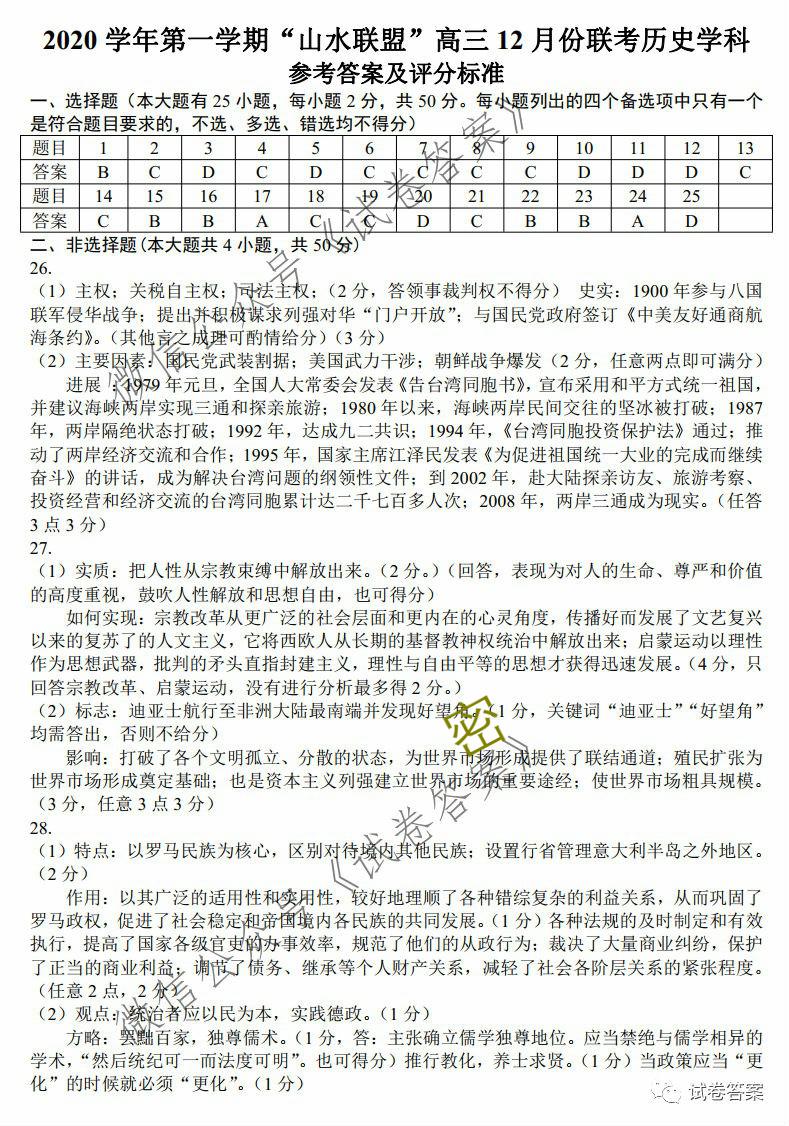 2020 学年第一学期“山水联盟”高三 12 月份联考历史学科
参考答案及评分标准
一、选择题（本大题有 25 小题，每小题 2 分，共 50 分。每小题列出的四个备选项中只有一个
是符合题目要求的，不选、多选、错选均不得分）
题目 1 2 3 4 5 6 7 8 9 10 11 12 13
答案 B C D C D C C C C D D D C
题目 14 15 16 17 18 19 20 21 22 23 24 25
答案 C B B A C C D C B B A D
二、非选择题(本大题共 4 小题，共 50 分)
26.
（1）主权；关税自主权；司法主权；（2 分，答领事裁判权不得分） 史实：1900 年参与八国
联军侵华战争；提出并积极谋求列强对华“门户开放”；与国民党政府签订《中美友好通商航
海条约》。（其他言之成理可酌情给分）（3 分）
（2）主要因素：国民党武装割据；美国武力干涉；朝鲜战争爆发（2 分，任意两点即可满分）
进展 ：1979 年元旦，全国人大常委会发表《告台湾同胞书》，宣布采用和平方式统一祖国，
并建议海峡两岸实现三通和探亲旅游；1980 年以来，海峡两岸民间交往的坚冰被打破；1987
年，两岸隔绝状态打破；1992 年，达成九二共识；1994 年，《台湾同胞投资保护法》通过；推
动了两岸经济交流和合作；1995 年，国家主席江泽民发表《为促进祖国统一大业的完成而继续
奋斗》的讲话，成为解决台湾问题的纲领性文件；到 2002 年，赴大陆探亲访友、旅游考察、
投资经营和经济交流的台湾同胞累计达二千七百多人次；2008 年，两岸三通成为现实。（任答
3 点 3 分）
27.
（1）实质：把人性从宗教束缚中解放出来。（2 分。）（回答，表现为对人的生命、尊严和价值
的高度重视，鼓吹人性解放和思想自由，也可得分）
如何实现：宗教改革从更广泛的社会层面和更内在的心灵角度，传播好而发展了文艺复兴
以来的复苏了的人文主义，它将西欧人从长期的基督教神权统治中解放出来；启蒙运动以理性
作为思想武器，批判的矛头直指封建主义，理性与自由平等的思想才获得迅速发展。（4 分，只
回答宗教改革、启蒙运动，没有进行分析最多得 2 分。）
（2）标志：迪亚士航行至非洲大陆最南端并发现好望角。（1 分，关键词“迪亚士”“好望角”
均需答出，否则不给分）
影响：打破了各个文明孤立、分散的状态，为世界市场形成提供了联结通道；殖民扩张为
世界市场形成奠定基础；也是资本主义列强建立世界市场的重要途经；使世界市场粗具规模。
（3 分，任意 3 点 3 分）
28.
（1）特点：以罗马民族为核心，区别对待境内其他民族；设置行省管理意大利半岛之外地区。
（2 分）
作用：以其广泛的适用性和实用性，较好地理顺了各种错综复杂的利益关系，从而巩固了
罗马政权，促进了社会稳定和帝国境内各民族的共同发展。（1 分）各种法规的及时制定和有效
执行，提高了国家各级官吏的办事效率，规范了他们的从政行为；裁决了大量商业纠纷，保护
了正当的商业利益；调节了债务、继承等个人财产关系，减轻了社会各阶层关系的紧张程度。
（任意 2 点，2 分）
（2）观点：统治者应以民为本，实践德政。（1 分）
方略：罢黜百家，独尊儒术。（1 分，答：主张确立儒学独尊地位。应当禁绝与儒学相异的
学术，“然后统纪可一而法度可明”。也可得分）推行教化，养士求贤。（1 分）当政策应当“更
化”的时候就必须“更化”。（1 分）
微信公众号《试卷答案》
密
微信公众号《试卷答案》
试卷答案